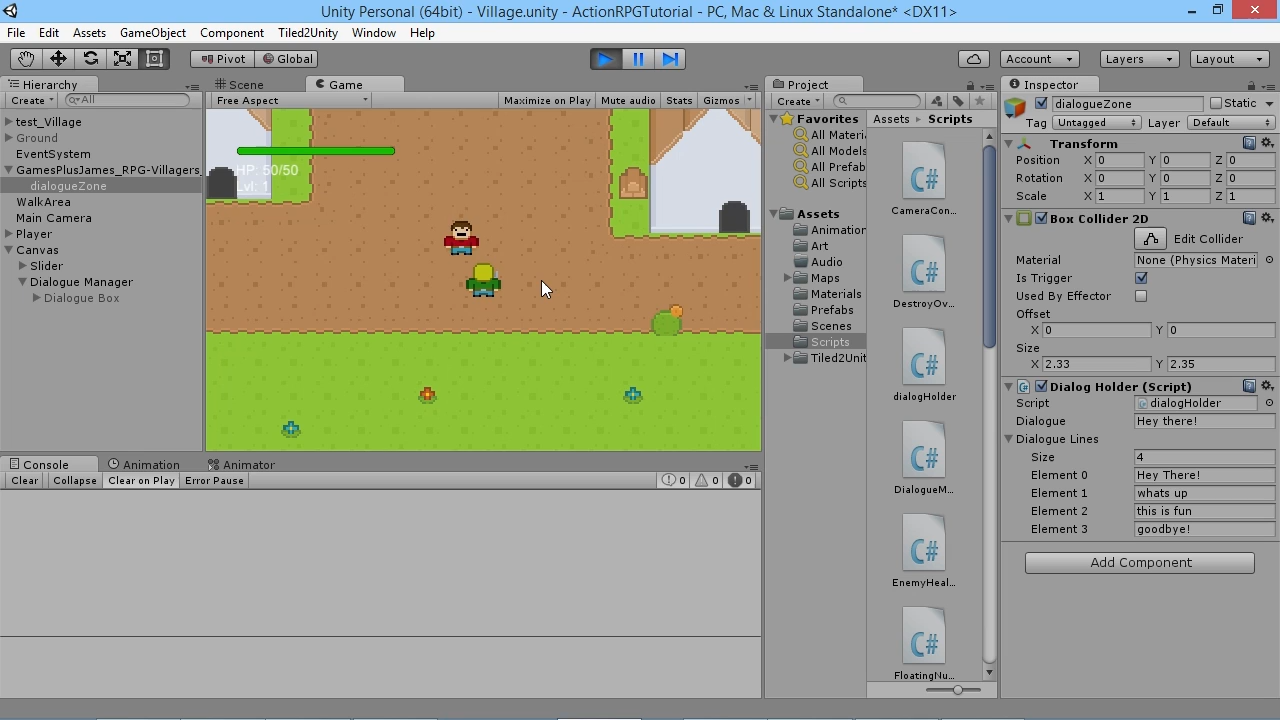 Unity Personal (64bit) - Village.unity - ActionRPGTutorial - PC, Mac & Linux Standalone* <DX11>
File Edit Assets GameObject Component Tiled2Unity Window Help
Pivot Global Account Layers Layout
Hierarchy
Create All
test_Village
Ground
EventSystem
GamesPlusJames_RPG-Villagers_
dialogueZone
WalkArea
Main Camera
Player
Canvas
Slider
Dialogue Manager
Dialogue Box
Scene Game
Free Aspect Maximize on Play Mute audio Stats Gizmos
HP: 50/50
Lvl: 1
Console Animation Animator
Clear Collapse Clear on Play Error Pause 0 0 0
Project
Create
Favorites
All Materi
All Models
All Prefab
All Scripts
Assets
Animation
Art
Audio
Maps
Materials
Prefabs
Scenes
Scripts
Tiled2Unit
Assets Scripts
C#
CameraCon...
C#
DestroyOv...
C#
dialogHolder
C#
DialogueM...
C#
EnemyHeal...
C#
FloatingNu...
Inspector
dialogueZone Static
Tag Untagged Layer Default
Transform
Position X 0 Y 0 Z 0
Rotation X 0 Y 0 Z 0
Scale X 1 Y 1 Z 1
Box Collider 2D
Edit Collider
Material None (Physics Materi
Is Trigger
Used By Effector
Offset
X 0 Y 0
Size
X 2.33 Y 2.35
Dialog Holder (Script)
Script dialogHolder
Dialogue Hey there!
Dialogue Lines
Size 4
Element 0 Hey There!
Element 1 whats up
Element 2 this is fun
Element 3 goodbye!
Add Component